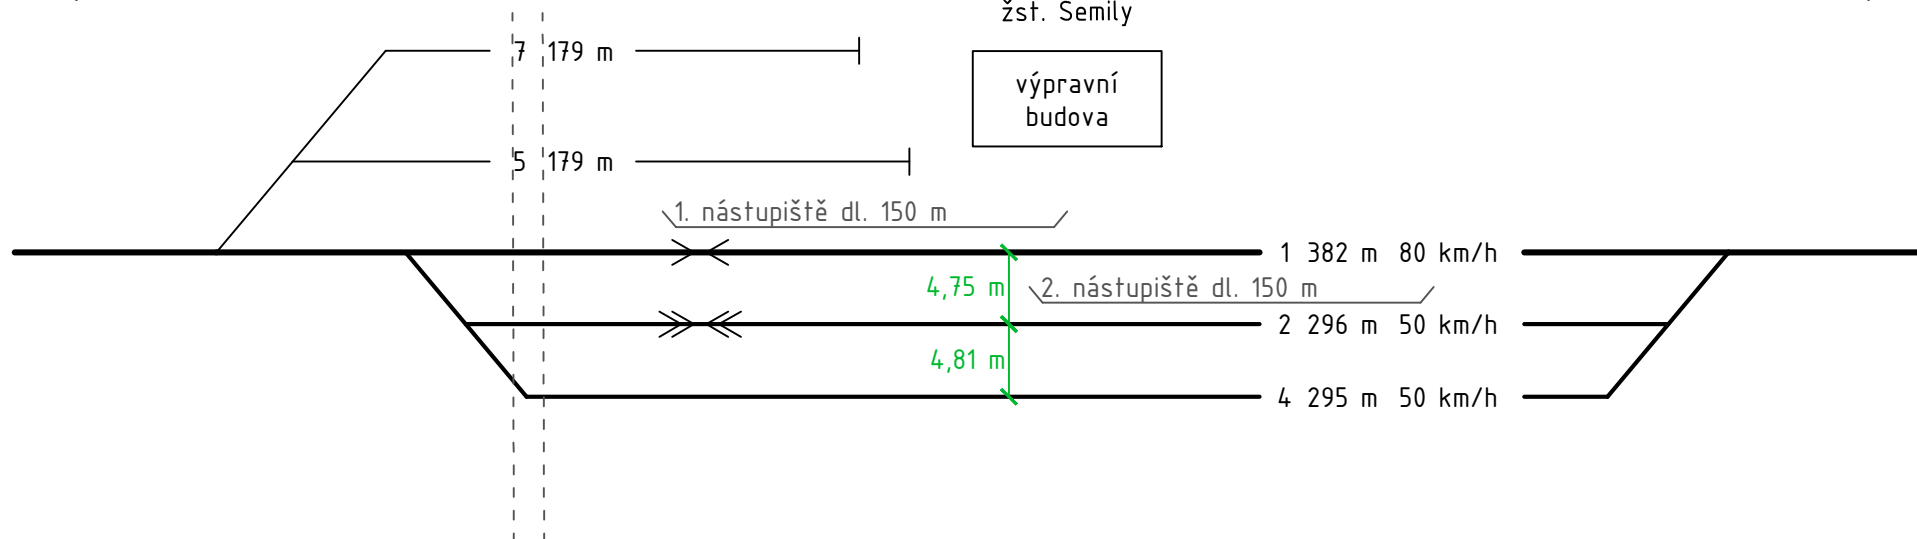 žst. Semily
7 179 m
výpravní
budova
5 179 m
1. nástupiště dl. 150 m
1 382 m 80 km/h
4,75 m
2. nástupiště dl. 150 m
2 296 m 50 km/h
4,81 m
4 295 m 50 km/h